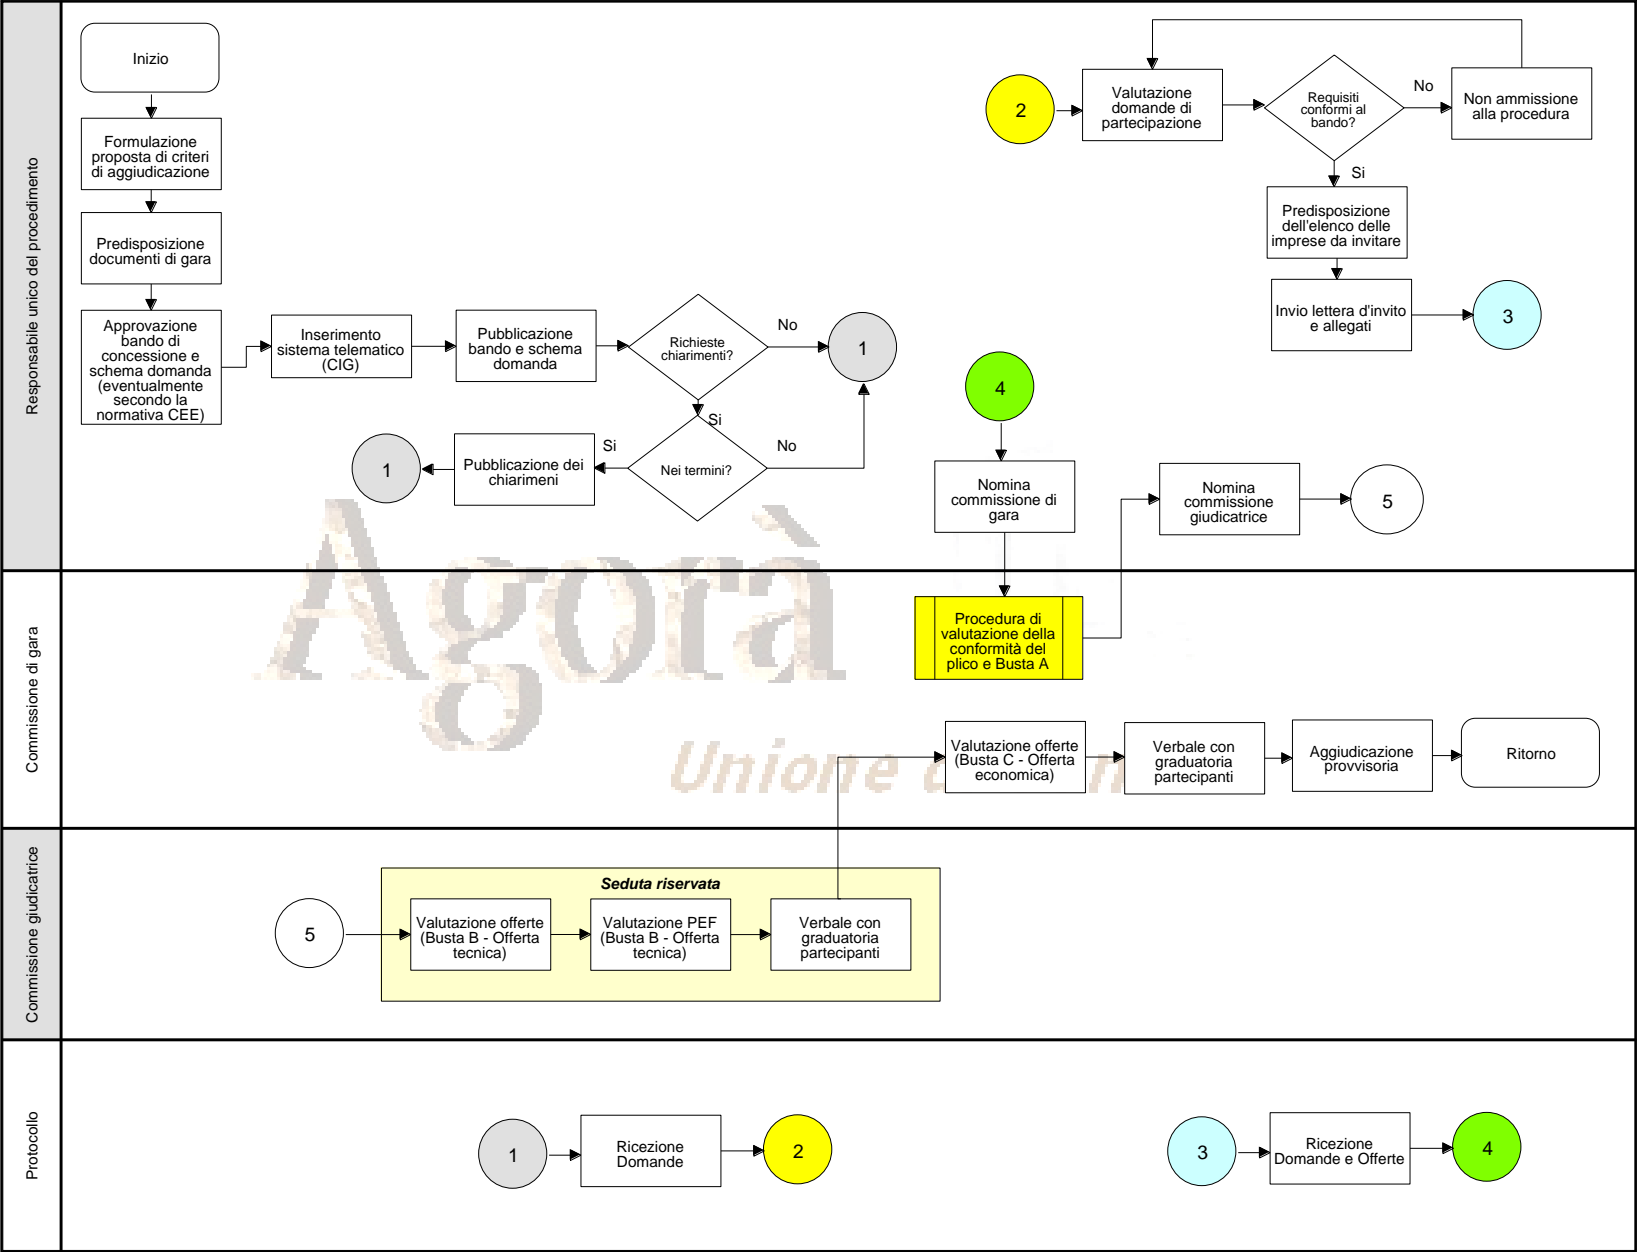 Responsabile unico del procedimento
Inizio
Formulazione
proposta di criteri
di aggiudicazione
Predisposizione
documenti di gara
Approvazione
bando di
concessione e
schema domanda
(eventualmente
secondo la
normativa CEE)
Inserimento
sistema telematico
(CIG)
Pubblicazione
bando e schema
domanda
Richieste
chiarimenti?
No
1
Si
Nei termini?
No
Si
Pubblicazione dei
chiarimeni
1
2
Valutazione
domande di
partecipazione
Requisiti
conformi al
bando?
No
Non ammissione
alla procedura
Si
Predisposizione
dell'elenco delle
imprese da invitare
Invio lettera d'invito
e allegati
3
4
Nomina
commissione di
gara
Nomina
commissione
giudicatrice
5
Commissione di gara
Agorà
Unione
Procedura di
valutazione della
conformità del
plico e Busta A
Valutazione offerte
(Busta C - Offerta
economica)
Verbale con
graduatoria
partecipanti
Aggiudicazione
provvisoria
Ritorno
Commissione giudicatrice
Seduta riservata
5
Valutazione offerte
(Busta B - Offerta
tecnica)
Valutazione PEF
(Busta B - Offerta
tecnica)
Verbale con
graduatoria
partecipanti
Protocollo
1
Ricezione
Domande
2
3
Ricezione
Domande e Offerte
4